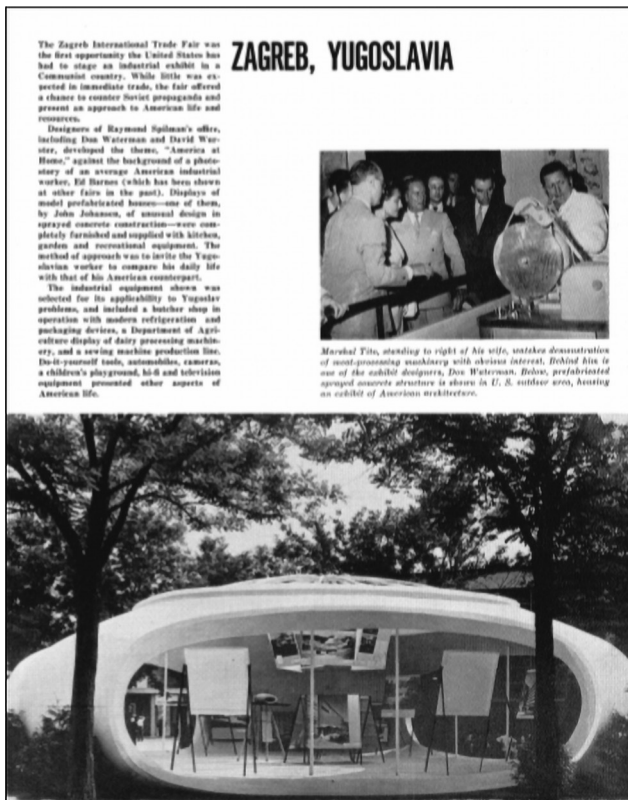 ZAGREB, YUGOSLAVIA
The Zagreb International Trade Fair was
the first opportunity the United States has
had to stage an industrial exhibit in a
Communist country. While little was ex-
pected in immediate trade, the fair offered
a chance to counter Soviet propaganda and
present an approach to American life and
resources.
Designers of Raymond Spilman's office,
including Don Waterman and David Wur-
ster, developed the theme, "America at
Home," against the background of a photo-
story of an average American industrial
worker, Ed Barnes (which has been shown
at other fairs in the past). Displays of
model prefabricated houses—one of them,
by John Johansen, of unusual design in
sprayed concrete construction—were com-
pletely furnished and supplied with kitchen,
garden and recreational equipment. The
method of approach was to invite the Yugo-
slavian worker to compare his daily life
with that of his American counterpart.
The industrial equipment shown was
selected for its applicability to Yugoslav
problems, and included a butcher shop in
operation with modern refrigeration and
packaging devices, a Department of Agri-
culture display of dairy processing machin-
ery, and a sewing machine production line.
Do-it-yourself tools, automobiles, cameras,
a children's playground, hi-fi and television
equipment presented other aspects of
American life.
Marshal Tito, standing to right of his wife, watches demonstration
of meat-processing machinery with obvious interest. Behind him is
one of the exhibit designers, Don Waterman. Below, prefabricated
sprayed concrete structure is shown in U. S. outdoor area, housing
an exhibit of American architecture.